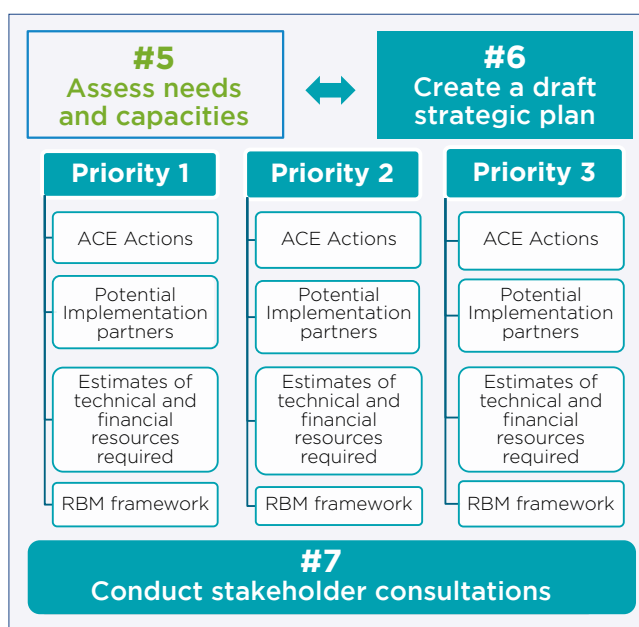 #5
Assess needs
and capacities
#6
Create a draft
strategic plan
Priority 1
ACE Actions
Potential
Implementation
partners
Estimates of
technical and
financial
resources
required
RBM framework
Priority 2
ACE Actions
Potential
Implementation
partners
Estimates of
technical and
financial
resources
required
RBM framework
Priority 3
ACE Actions
Potential
Implementation
partners
Estimates of
technical and
financial
resources
required
RBM framework
#7
Conduct stakeholder consultations